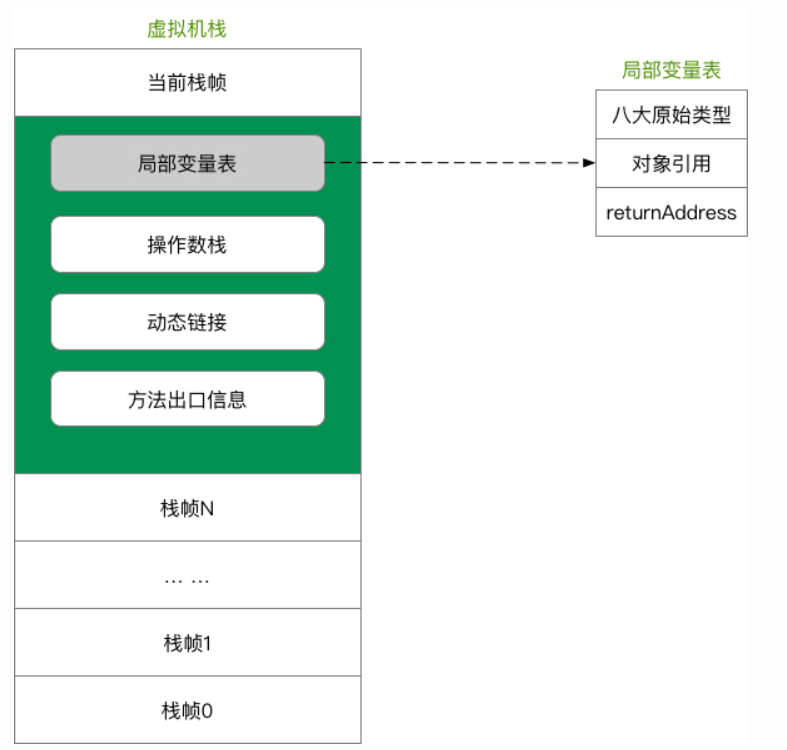 虚拟机栈
当前栈帧
局部变量表
操作数栈
动态链接
方法出口信息
栈帧N
... ...
栈帧1
栈帧0
局部变量表
八大原始类型
对象引用
returnAddress